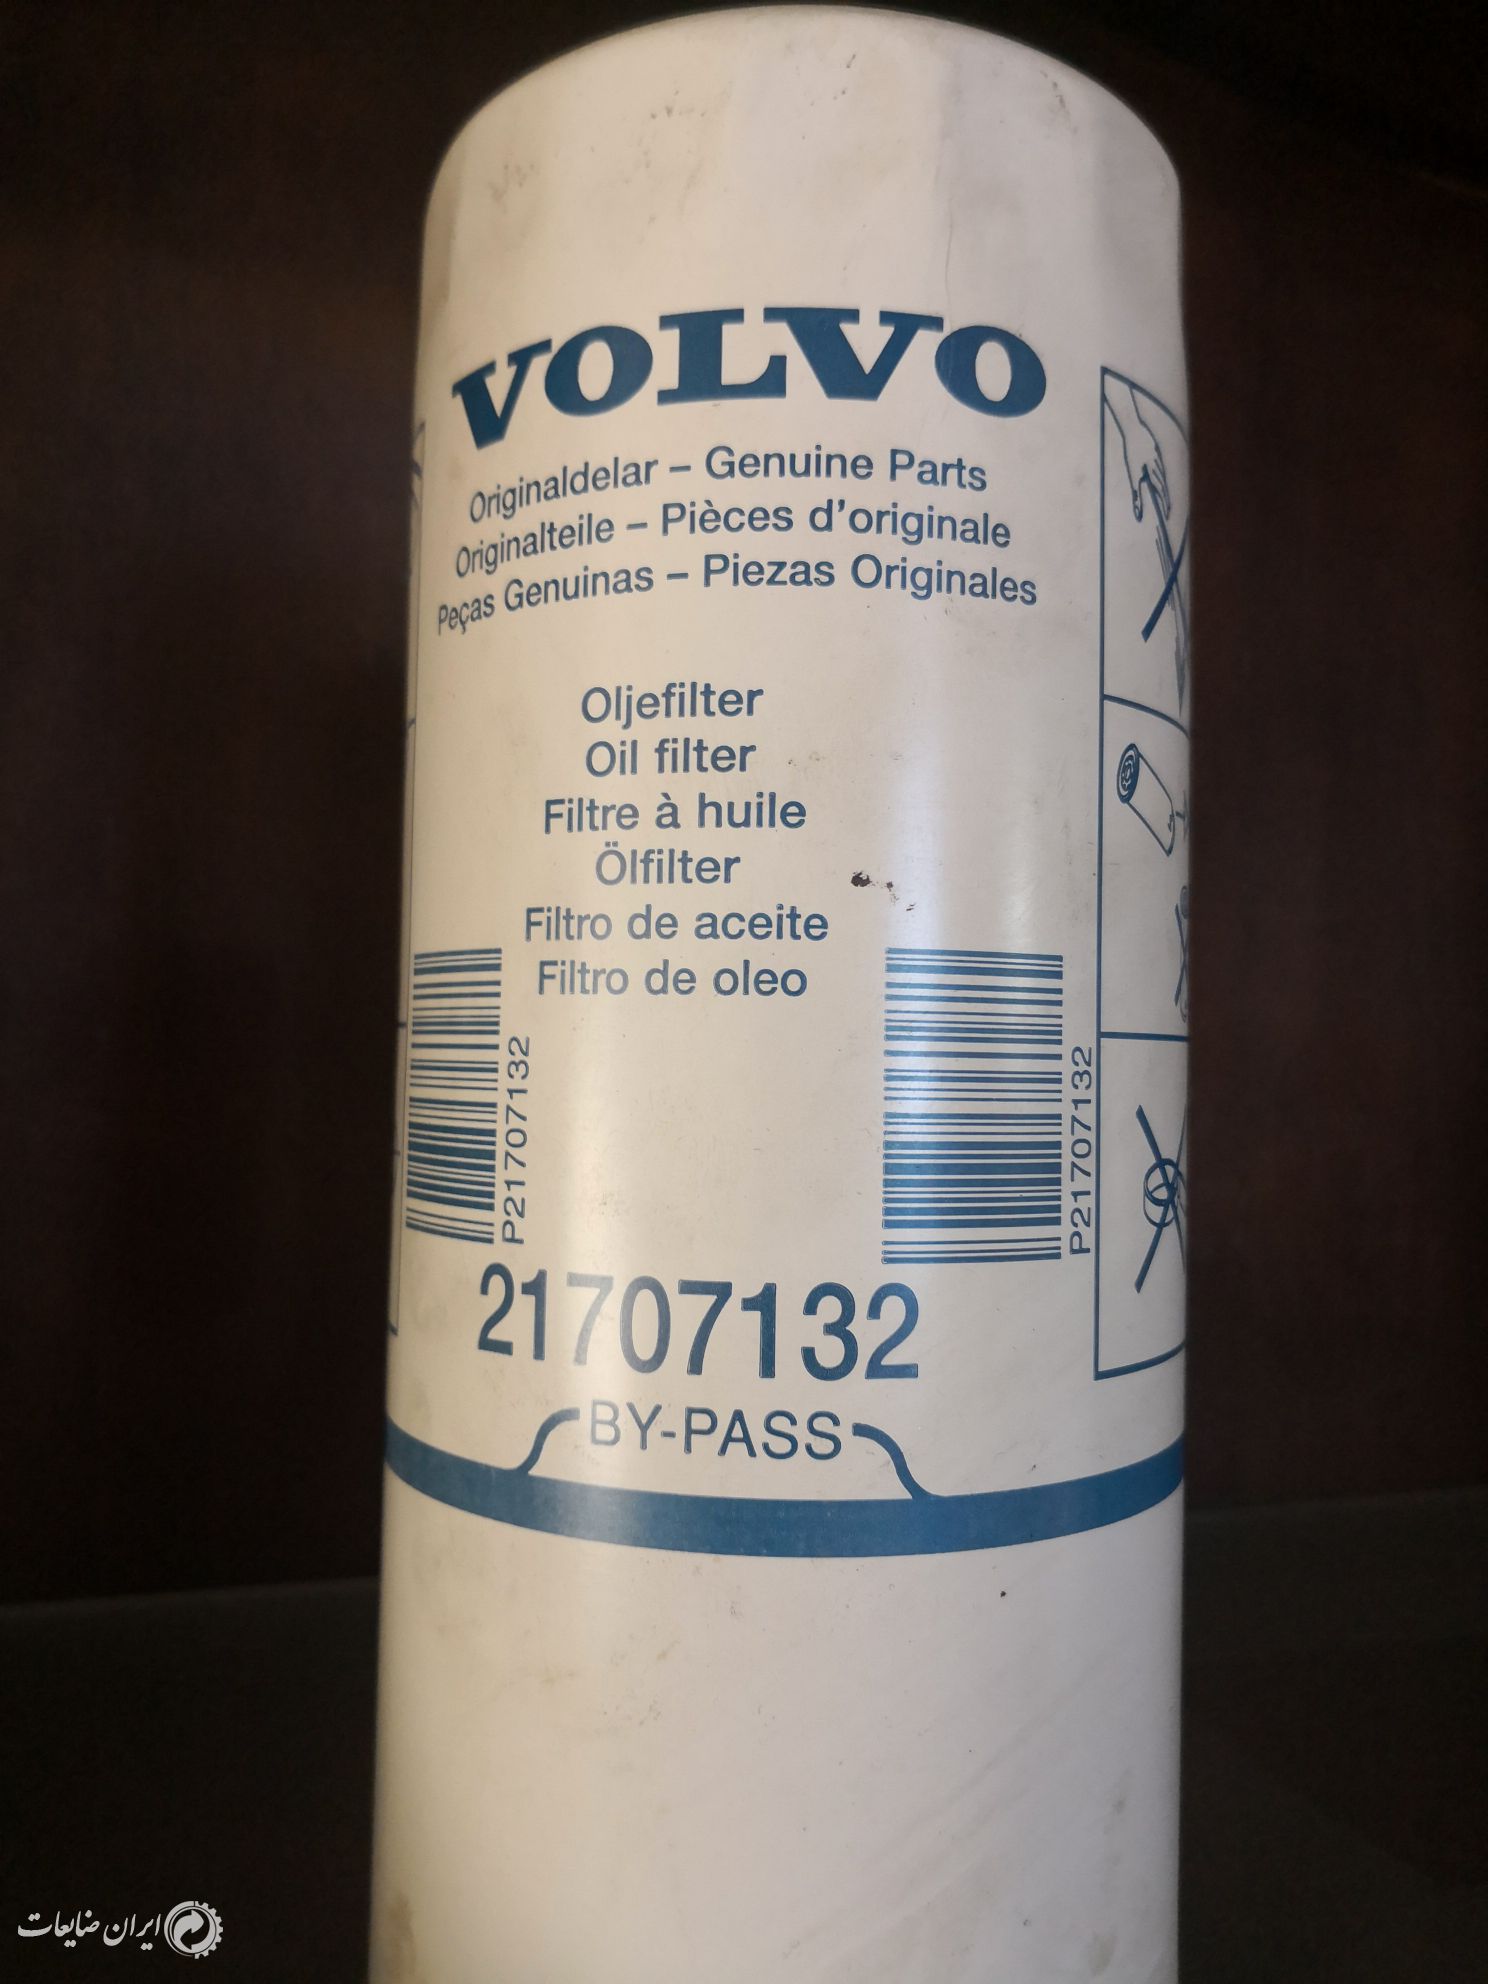 VOLVO
Originaldelar – Genuine Parts
Originalteile – Pièces d'originale
Peças Genuinas – Piezas Originales
Oljefilter
Oil filter
Filtre à huile
Ölfilter
Filtro de aceite
Filtro de oleo
P21707132
P21707132
21707132
BY-PASS
ایران ضایعات